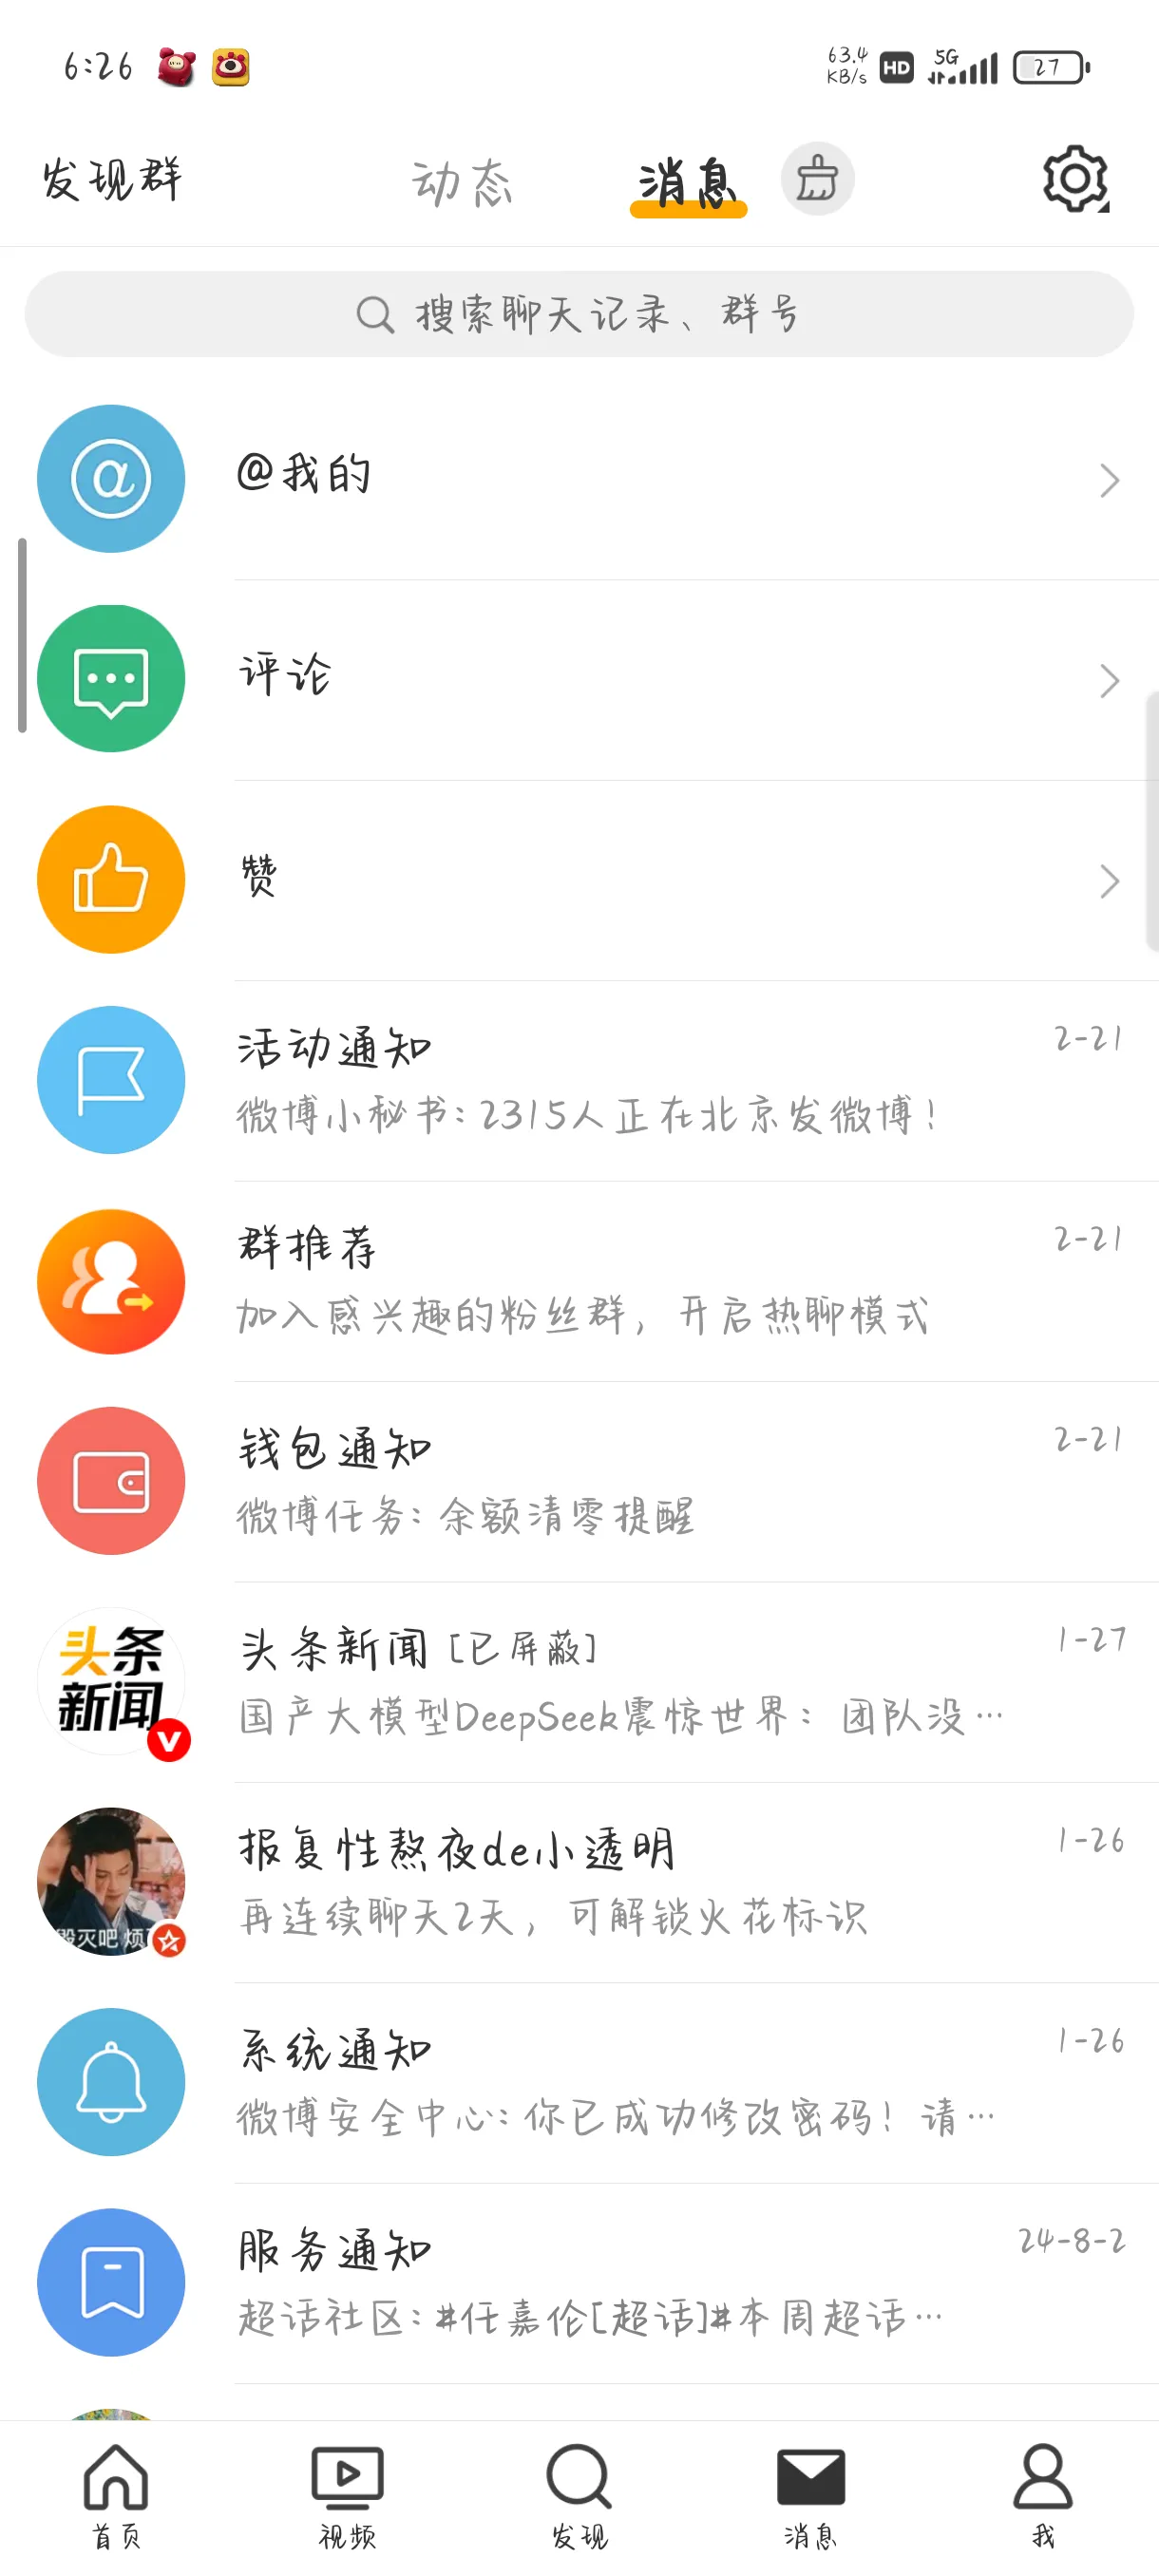 6:26
63.4
KB/s
HD
5G
27
发现群
动态
消息
搜索聊天记录、群号
@我的
评论
赞
活动通知
2-21
微博小秘书: 2315人正在北京发微博!
群推荐
2-21
加入感兴趣的粉丝群，开启热聊模式
钱包通知
2-21
微博任务: 余额清零提醒
头条
新闻
头条新闻 [已屏蔽]
1-27
国产大模型DeepSeek震惊世界：团队没…
报复性熬夜de小透明
1-26
再连续聊天2天，可解锁火花标识
毁灭吧 烦
系统通知
1-26
微博安全中心: 你已成功修改密码！请…
服务通知
24-8-2
超话社区: #任嘉伦[超话]#本周超话…
首页
视频
发现
消息
我